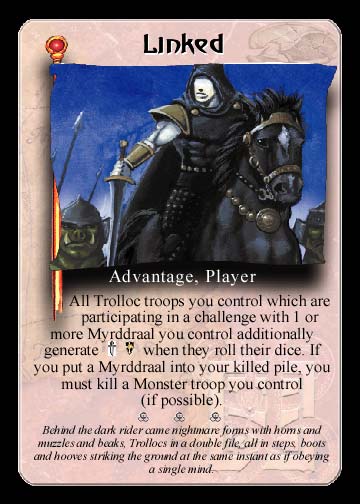 Linked
Advantage, Player
All Trolloc troops you control which are
participating in a challenge with 1 or
more Myrddraal you control additionally
generate when they roll their dice. If
you put a Myrddraal into your killed pile, you
must kill a Monster troop you control
(if possible).
Behind the dark rider came nightmare forms with horns and
muzzles and beaks, Trollocs in a double file, all in steps, boots
and hooves striking the ground at the same instant as if obeying
a single mind.